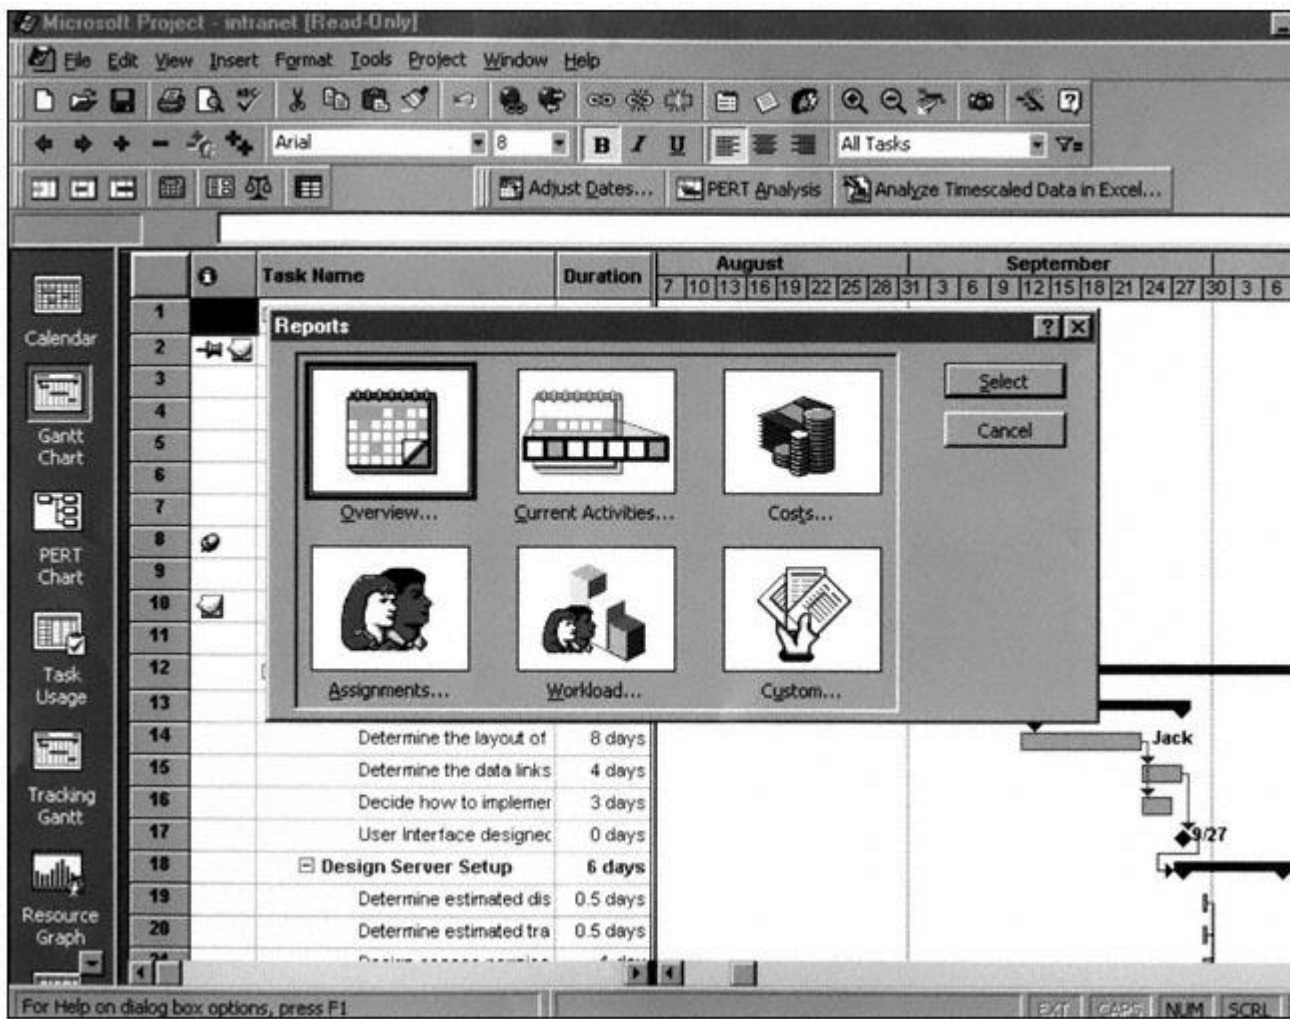 Microsoft Project - intranet [Read-Only]
File Edit View Insert Format Tools Project Window Help
Arial 8 B I U All Tasks
Adjust Dates... PERT Analysis Analyze Timescaled Data in Excel...
Task Name Duration August September
7 10 13 16 19 22 25 28 31 3 6 9 12 15 18 21 24 27 30 3 6
1
Reports
Calendar
2
3
Select
Gantt Chart
4
Cancel
5
6
7
Overview... Current Activities... Costs...
PERT Chart
8
9
10
11
Task Usage
12
Assignments... Workload... Custom...
13
14 Determine the layout of 8 days Jack
15 Determine the data links 4 days
Tracking Gantt
16 Decide how to implemer 3 days
17 User Interface designec 0 days 9/27
18 Design Server Setup 6 days
19 Determine estimated dis 0.5 days
Resource Graph
20 Determine estimated tra 0.5 days
For Help on dialog box options, press F1 EXT CAPS NUM SCRL